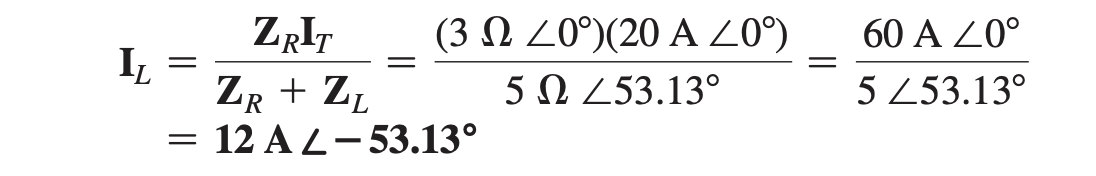 I_L = Z_R I_T / (Z_R + Z_L) = (3 Ω ∠0°)(20 A ∠0°) / 5 Ω ∠53.13° = 60 A ∠0° / 5 ∠53.13°
= 12 A ∠−53.13°